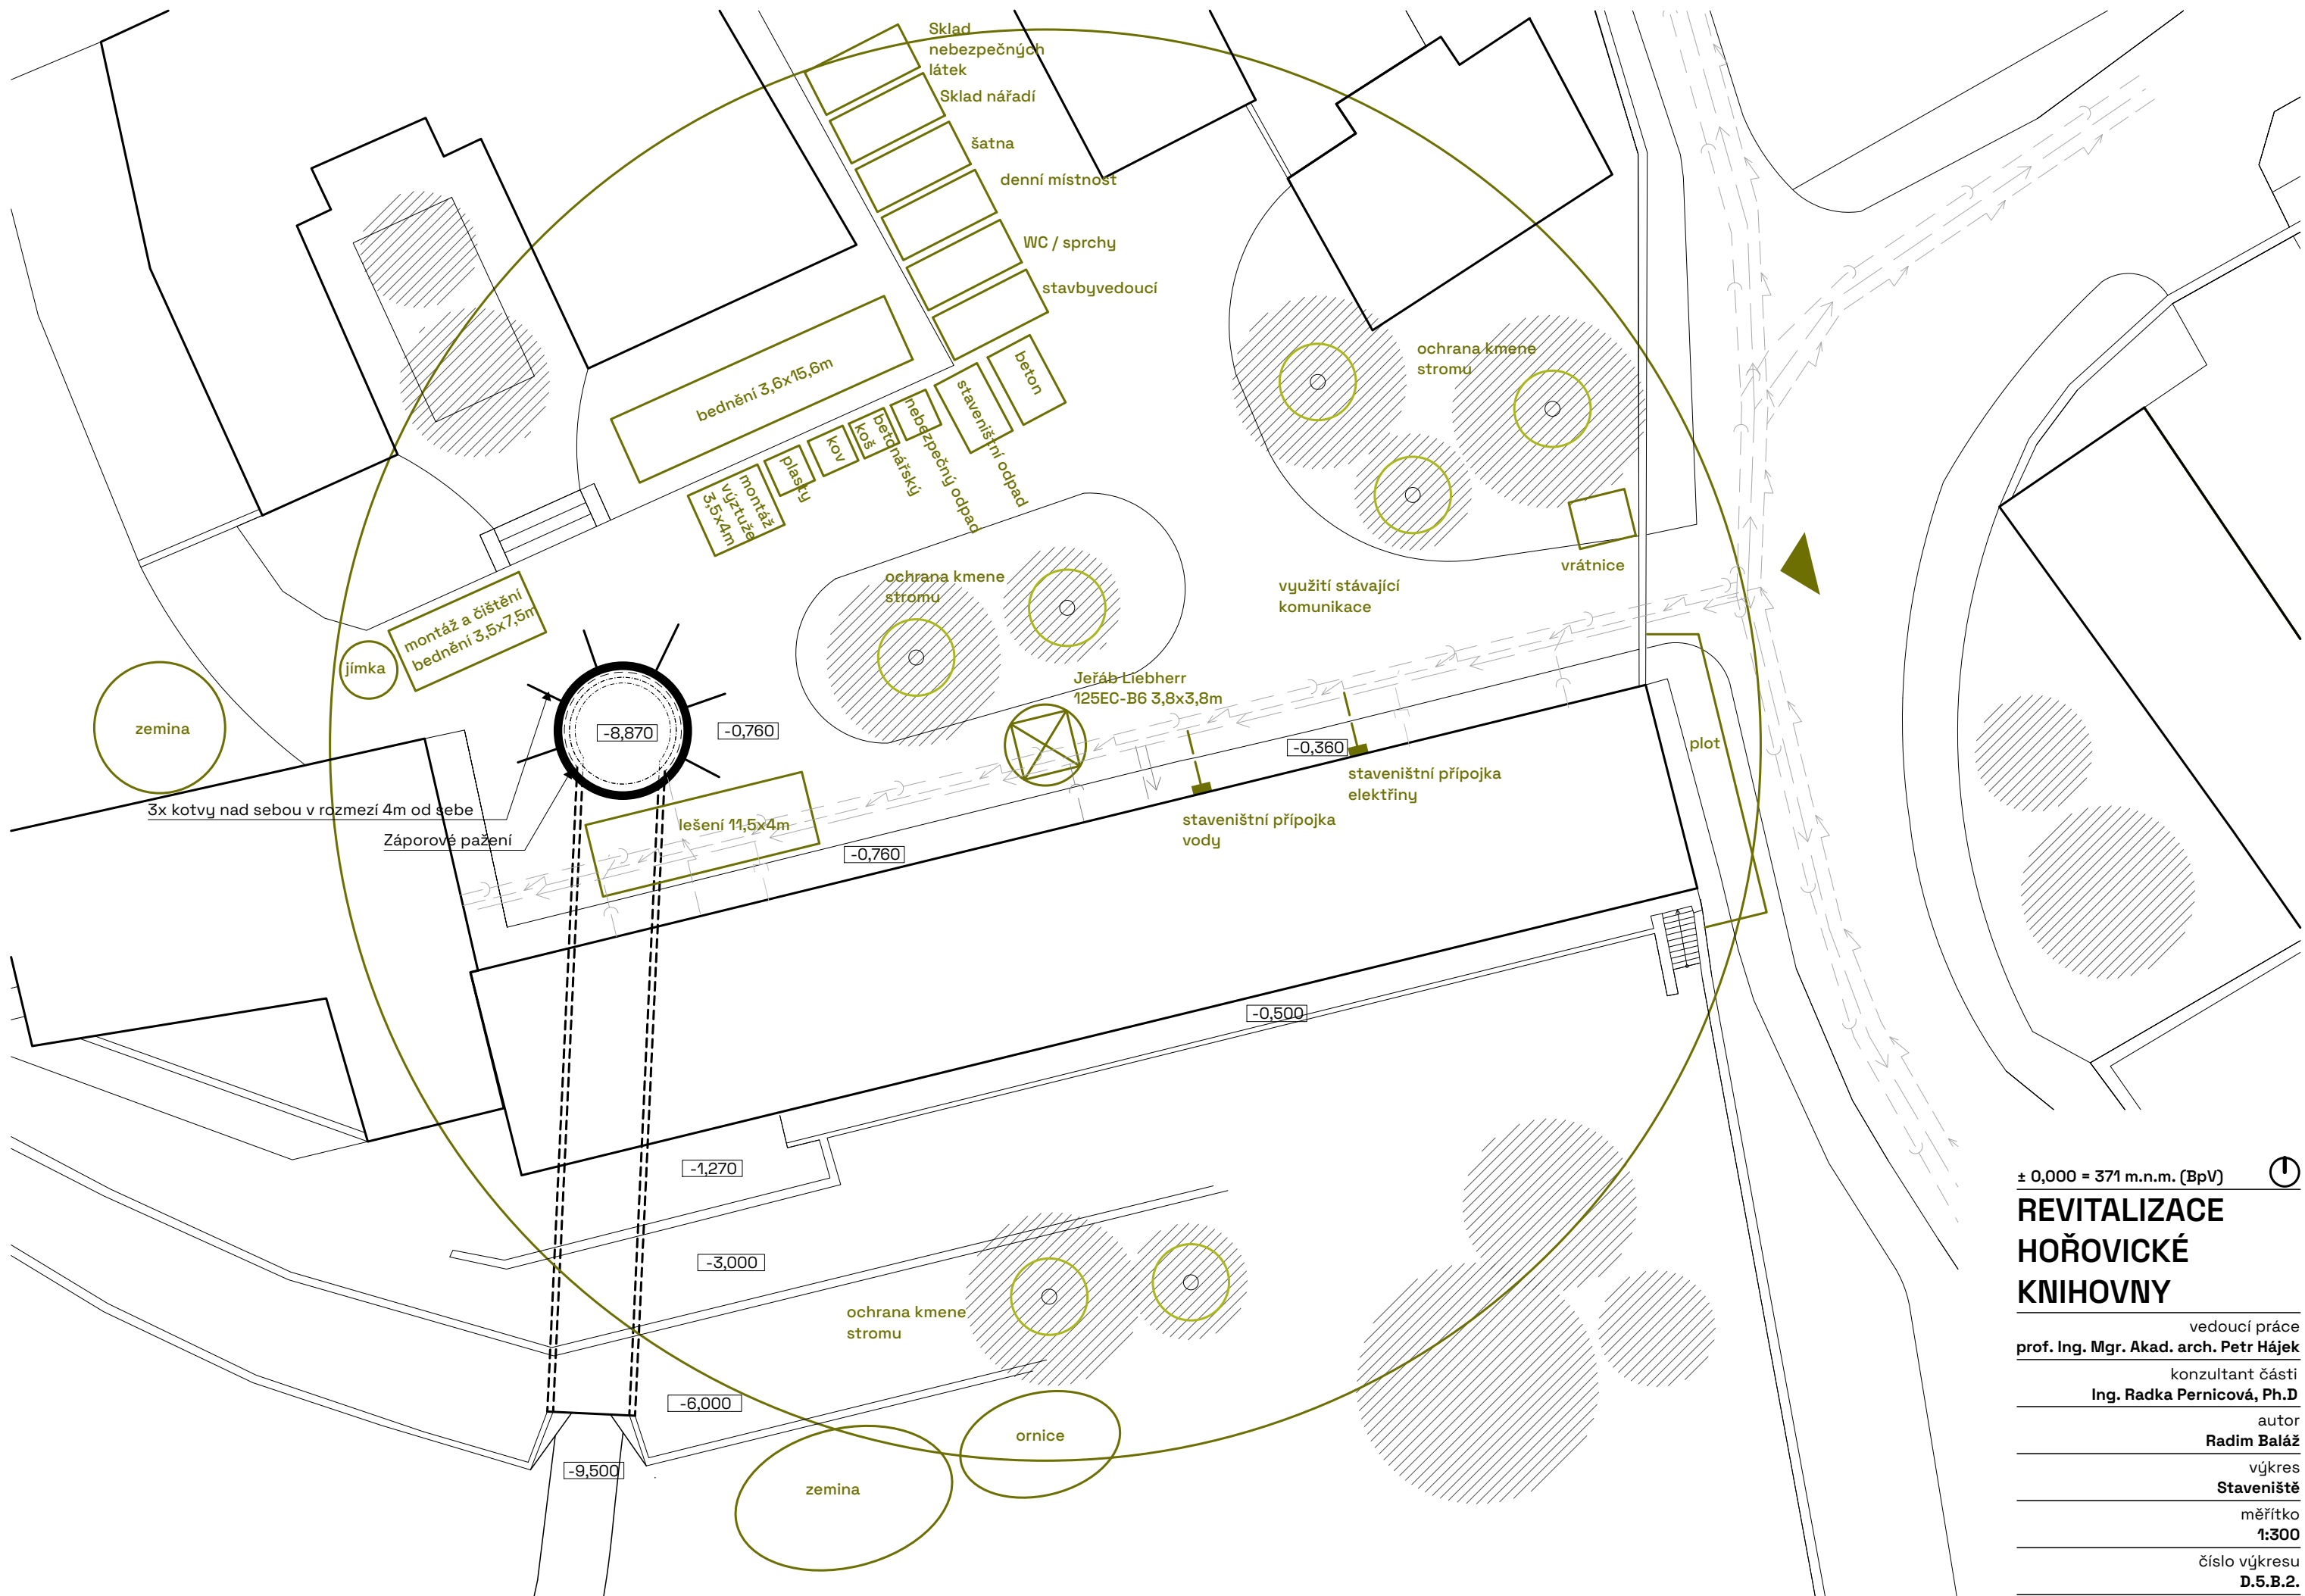 Sklad
nebezpečných
látek
Sklad nářadí
šatna
denní místnost
WC / sprchy
stavbyvedoucí
beton
staveništní odpad
nebezpečný odpad
betonářský
koš
kov
plasty
montáž
výztuže
3,5x4m
bednění 3,6x15,6m
ochrana kmene
stromu
vrátnice
ochrana kmene
stromu
využití stávající
komunikace
montáž a čištění
bednění 3,5x7,5m
jímka
zemina
-8,870
-0,760
Jeřáb Liebherr
125EC-B6 3,8x3,8m
-0,360
plot
staveništní přípojka
elektřiny
staveništní přípojka
vody
3x kotvy nad sebou v rozmezí 4m od sebe
Záporové pažení
lešení 11,5x4m
-0,760
-0,500
-1,270
-3,000
ochrana kmene
stromu
-6,000
ornice
-9,500
zemina
± 0,000 = 371 m.n.m. (BpV)
REVITALIZACE
HOŘOVICKÉ
KNIHOVNY
vedoucí práce
prof. Ing. Mgr. Akad. arch. Petr Hájek
konzultant části
Ing. Radka Pernicová, Ph.D
autor
Radim Baláž
výkres
Staveniště
měřítko
1:300
číslo výkresu
D.5.B.2.